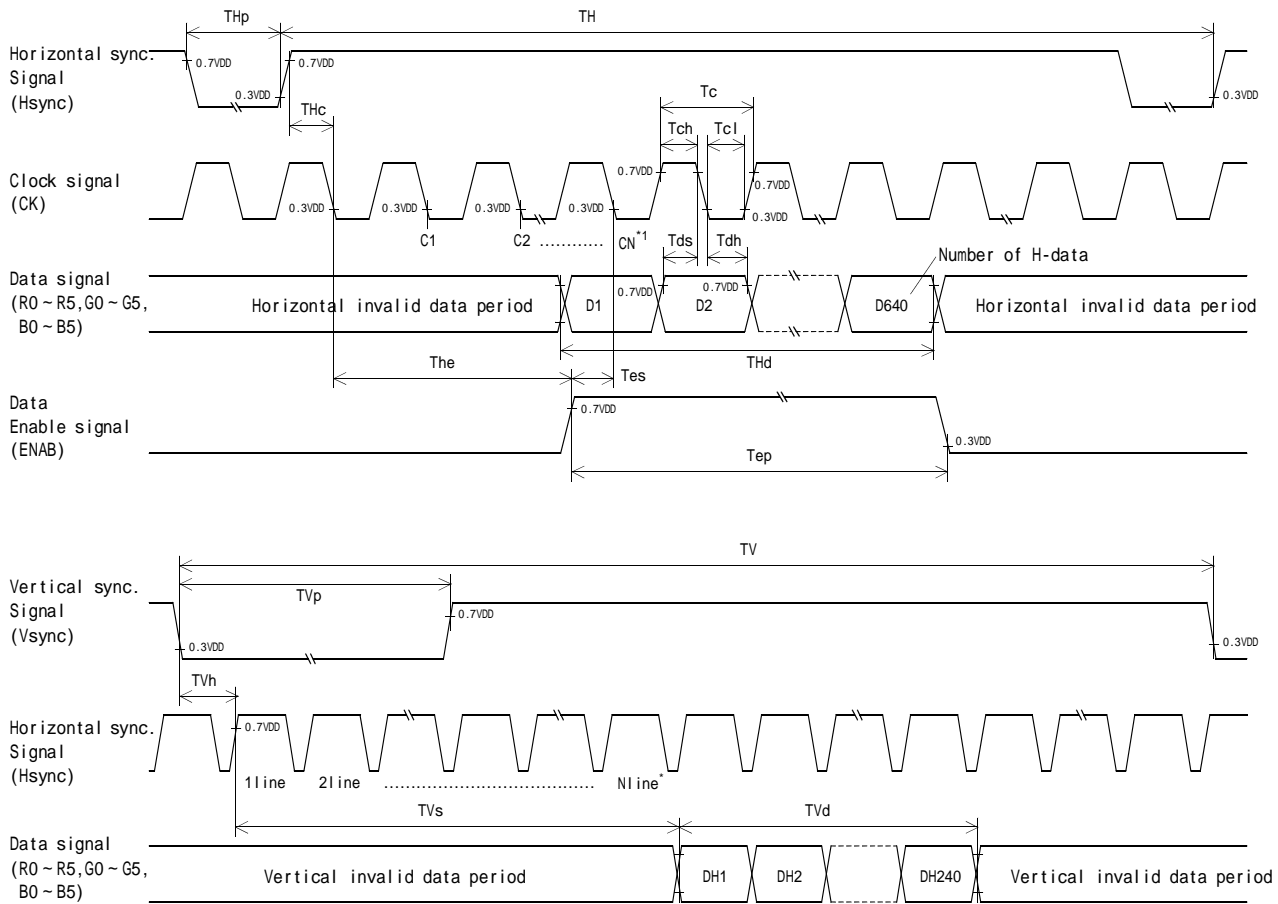 THp TH
Horizontal sync.
Signal
(Hsync)
0.7VDD 0.3VDD 0.7VDD 0.3VDD
THc Tc
Tch Tcl
Clock signal
(CK)
0.7VDD 0.7VDD
0.3VDD 0.3VDD 0.3VDD 0.3VDD 0.3VDD
C1 C2 ............ CN*1
Tds Tdh
Number of H-data
Data signal
(R0~R5,G0~G5,
B0~B5)
Horizontal invalid data period D1 0.7VDD D2 0.7VDD D640 Horizontal invalid data period
The Tes THd
Data
Enable signal
(ENAB)
0.7VDD 0.3VDD
Tep
TV
Vertical sync.
Signal
(Vsync)
TVp
0.3VDD 0.7VDD 0.3VDD
TVh
Horizontal sync.
Signal
(Hsync)
0.7VDD
1line 2line ...................................... Nline*
TVs TVd
Data signal
(R0~R5,G0~G5,
B0~B5)
Vertical invalid data period DH1 DH2 DH240 Vertical invalid data period